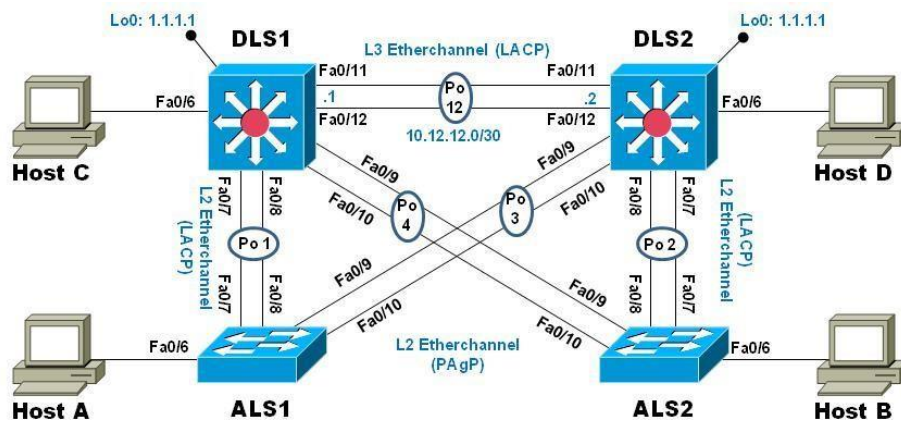 Lo0: 1.1.1.1
Lo0: 1.1.1.1
DLS1
DLS2
L3 Etherchannel (LACP)
Fa0/11
Fa0/11
Fa0/6
.1
Po
12
.2
Fa0/6
Fa0/12
Fa0/12
10.12.12.0/30
Host C
Host D
Fa0/9
Fa0/9
Fa0/10
Fa0/10
Fa0/7
Fa0/8
Fa0/8
Fa0/7
L2 Etherchannel
(LACP)
Po 1
Po
4
Po
3
Po 2
L2 Etherchannel
(LACP)
Fa0/7
Fa0/8
Fa0/9
Fa0/10
Fa0/9
Fa0/10
Fa0/8
Fa0/7
L2 Etherchannel
(PAgP)
Fa0/6
Fa0/6
Host A
ALS1
ALS2
Host B